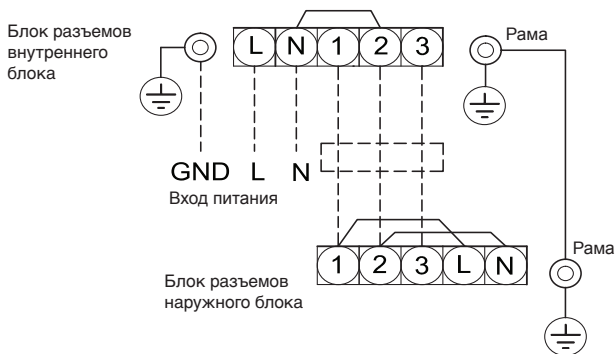 Блок разъемов
внутреннего
блока
L N 1 2 3
Рама
GND L N
Вход питания
1 2 3 L N
Рама
Блок разъемов
наружного блока